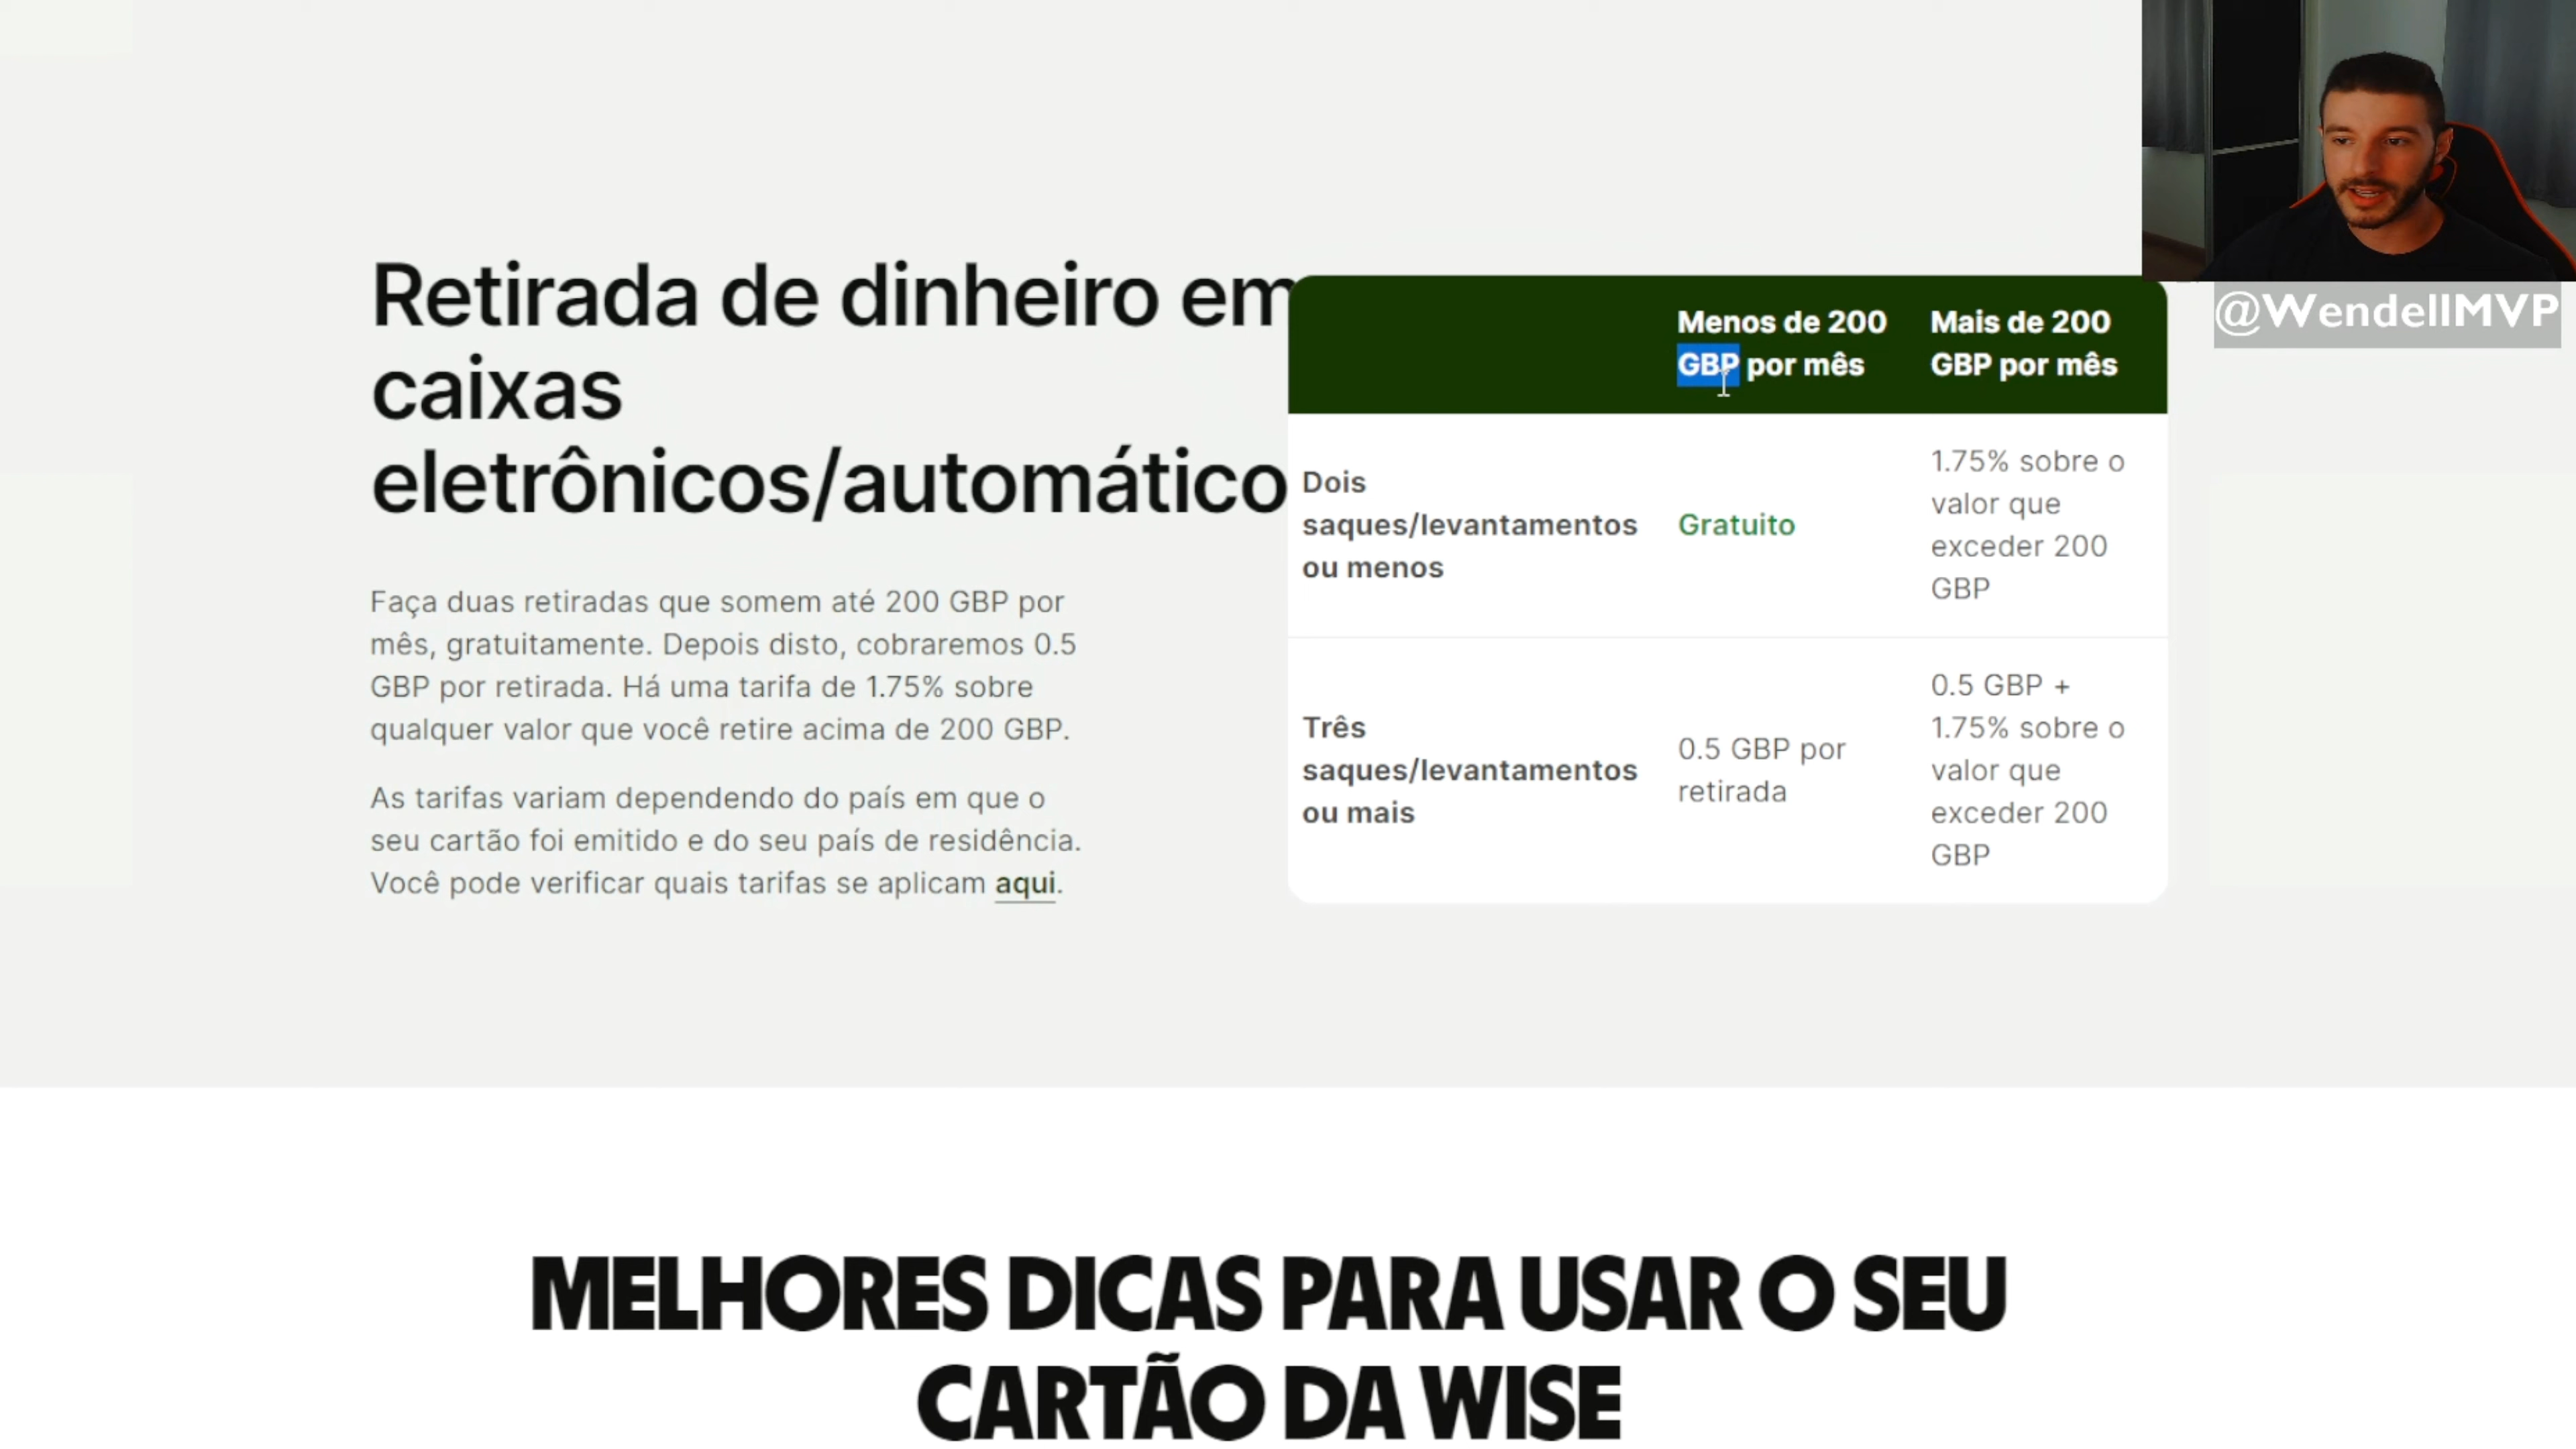 Retirada de dinheiro em
caixas
eletrônicos/automático
Faça duas retiradas que somem até 200 GBP por
mês, gratuitamente. Depois disto, cobraremos 0.5
GBP por retirada. Há uma tarifa de 1.75% sobre
qualquer valor que você retire acima de 200 GBP.
As tarifas variam dependendo do país em que o
seu cartão foi emitido e do seu país de residência.
Você pode verificar quais tarifas se aplicam aqui.
Menos de 200
GBP por mês
Mais de 200
GBP por mês
Dois
saques/levantamentos
ou menos
Gratuito
1.75% sobre o
valor que
exceder 200
GBP
Três
saques/levantamentos
ou mais
0.5 GBP por
retirada
0.5 GBP +
1.75% sobre o
valor que
exceder 200
GBP
@WendellMVP
MELHORES DICAS PARA USAR O SEU
CARTÃO DA WISE